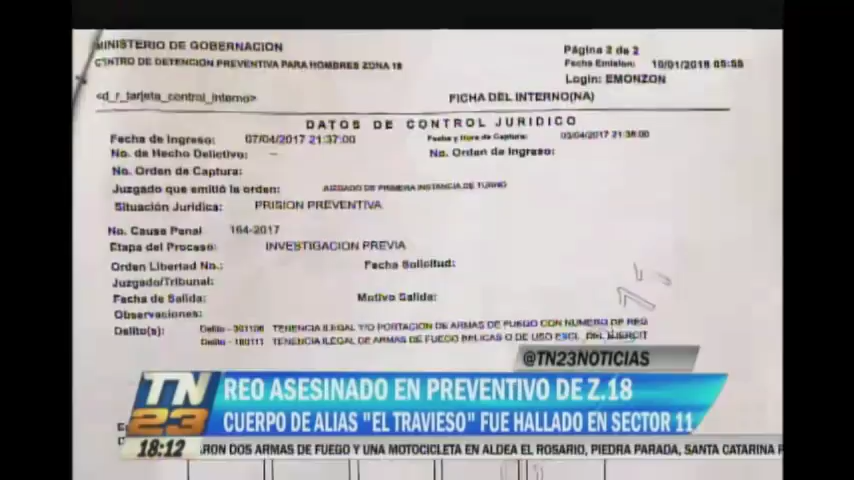 MINISTERIO DE GOBERNACION
CENTRO DE DETENCION PREVENTIVA PARA HOMBRES ZONA 18
Página 2 de 2
Fecha Emision: 10/01/2018
Login: EMONZON
<d_r_tarjeta_control_interno>
FICHA DEL INTERNO(NA)
DATOS DE CONTROL JURIDICO
Fecha de Ingreso: 07/04/2017 21:37:00 Fecha y Hora de Captura: 03/04/2017 21:38:00
No. de Hecho Delictivo: --
No. Orden de Ingreso:
No. Orden de Captura:
Juzgado que emitió la orden: JUZGADO DE PRIMERA INSTANCIA DE TURNO
Situación Juridica: PRISION PREVENTIVA
No. Causa Penal 164-2017
Etapa del Proceso: INVESTIGACION PREVIA
Orden Libertad No.: Fecha Solicitud:
Juzgado/Tribunal:
Fecha de Salida: Motivo Salida:
Observaciones:
Delito(s): Delito - 301106 TENENCIA ILEGAL Y/O PORTACION DE ARMAS DE FUEGO CON NUMERO DE REG
Delito - 180111 TENENCIA ILEGAL DE ARMAS DE FUEGO BELICAS O DE USO EXCL. DEL EJERCIT
@TN23NOTICIAS
TN
23
REO ASESINADO EN PREVENTIVO DE Z.18
CUERPO DE ALIAS "EL TRAVIESO" FUE HALLADO EN SECTOR 11
18:12
ARON DOS ARMAS DE FUEGO Y UNA MOTOCICLETA EN ALDEA EL ROSARIO, PIEDRA PARADA, SANTA CATARINA P